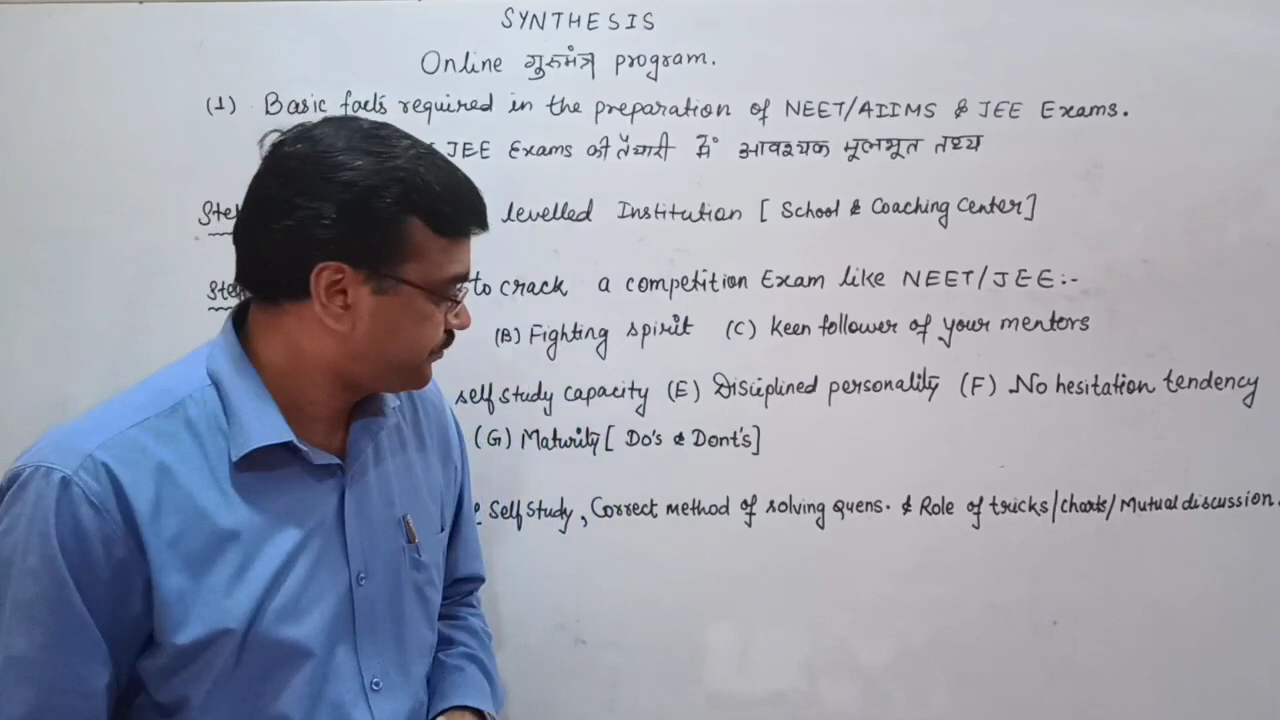 SYNTHESIS
Online गुरुमंत्र program.
(1) Basic facts required in the preparation of NEET/AIIMS & JEE Exams.
JEE Exams की तैयारी में आवश्यक मूलभूत तथ्य
levelled Institution [School & Coaching Center]
to crack a competition Exam like NEET/JEE:-
(B) Fighting spirit (C) Keen follower of your mentors
self study capacity (E) Disciplined personality (F) No hesitation tendency
(G) Maturity [Do's & Dont's]
Self Study, Correct method of solving quens. & Role of tricks/charts/Mutual discussion.